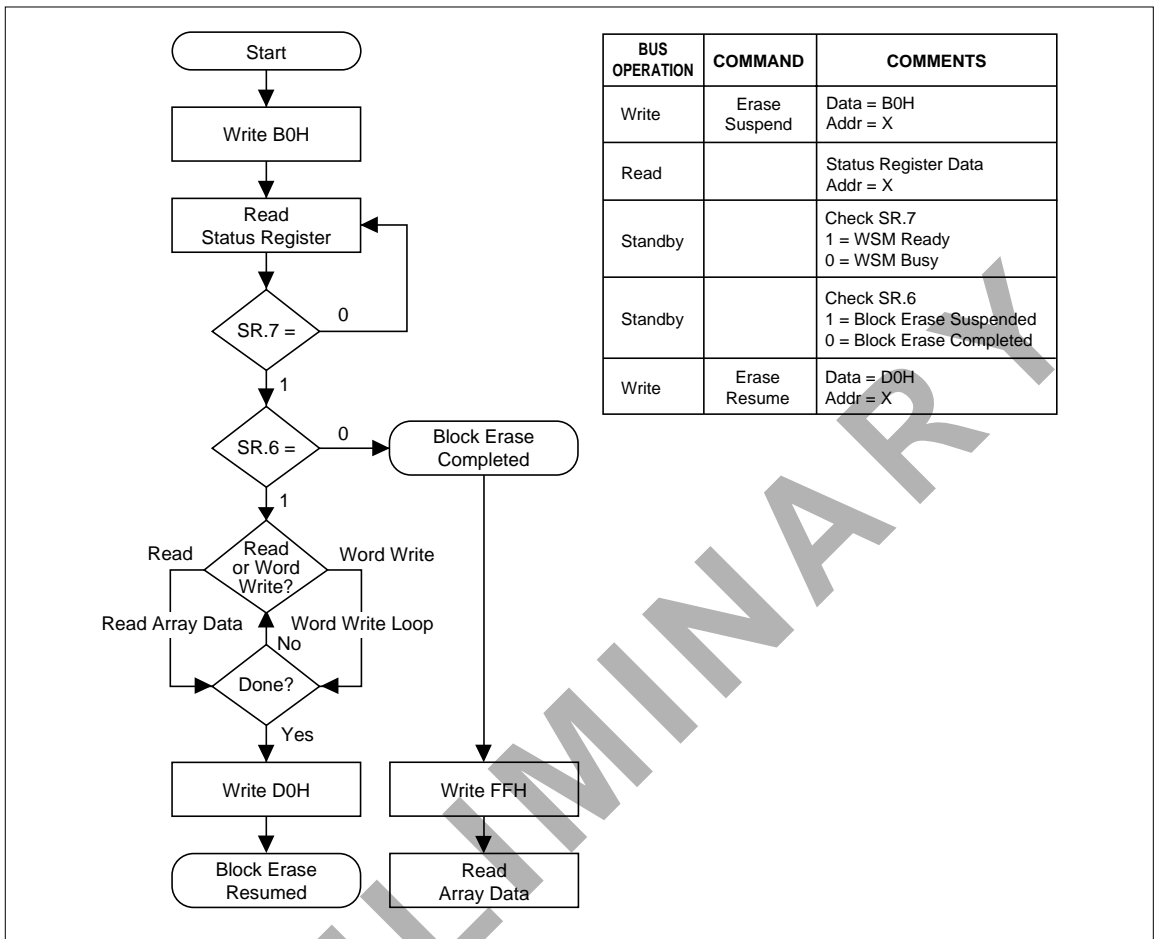 Start
Write B0H
Read
Status Register
SR.7 =
0
1
SR.6 =
0
Block Erase
Completed
1
Read
or Word
Write?
Read
Word Write
Read Array Data
Word Write Loop
No
Done?
Yes
Write D0H
Write FFH
Block Erase
Resumed
Read
Array Data
BUS
OPERATION
COMMAND
COMMENTS
Write
Erase
Suspend
Data = B0H
Addr = X
Read
Status Register Data
Addr = X
Standby
Check SR.7
1 = WSM Ready
0 = WSM Busy
Standby
Check SR.6
1 = Block Erase Suspended
0 = Block Erase Completed
Write
Erase
Resume
Data = D0H
Addr = X
LIMINARY